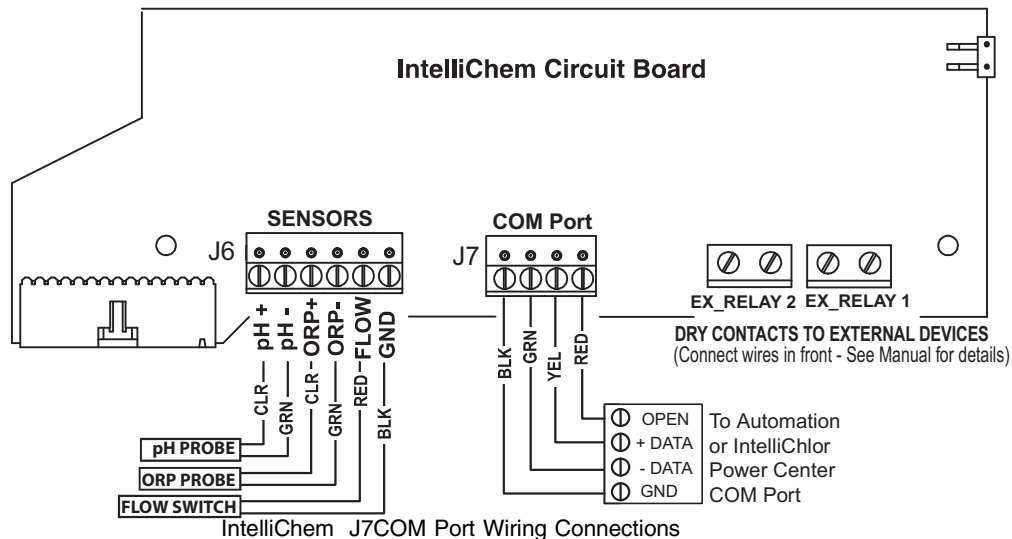 IntelliChem Circuit Board
SENSORS
COM Port
J6
J7
EX_RELAY 2
EX_RELAY 1
DRY CONTACTS TO EXTERNAL DEVICES
(Connect wires in front - See Manual for details)
pH +
pH -
ORP+
ORP-
FLOW
GND
CLR
GRN
CLR
GRN
RED
BLK
BLK
GRN
YEL
RED
pH PROBE
ORP PROBE
FLOW SWITCH
OPEN
+ DATA
- DATA
GND
To Automation
or IntelliChlor
Power Center
COM Port
IntelliChem J7COM Port Wiring Connections